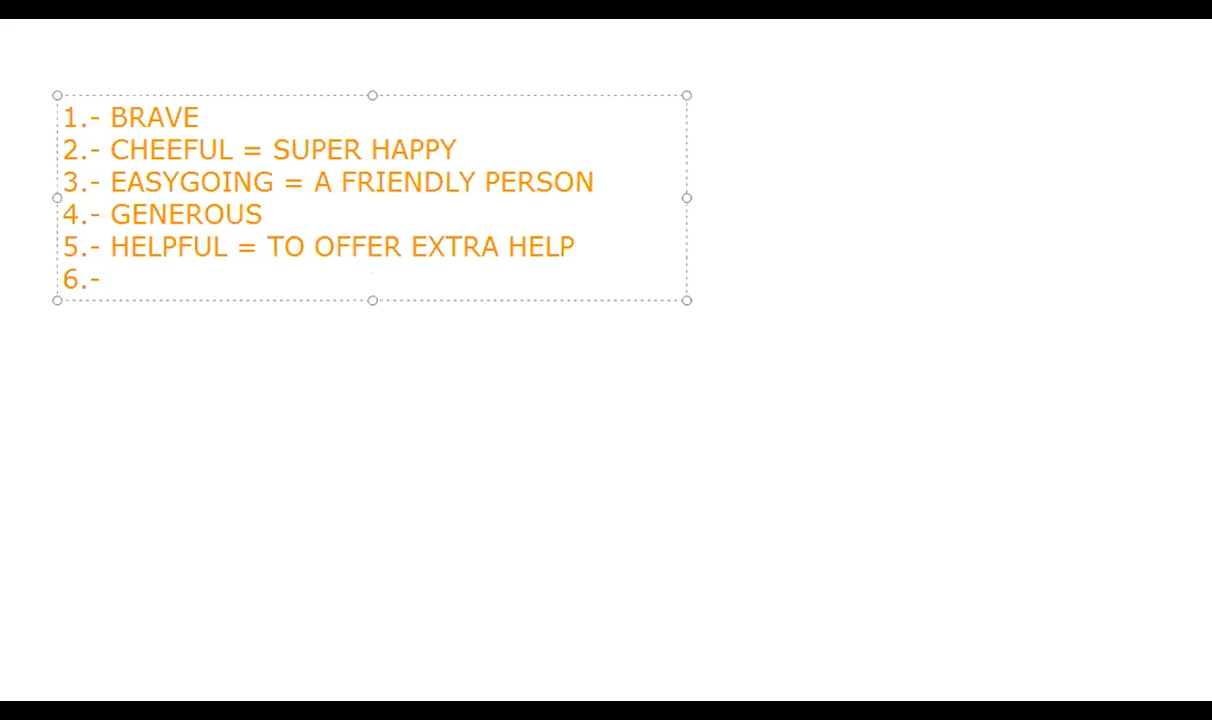 1.- BRAVE
2.- CHEEFUL = SUPER HAPPY
3.- EASYGOING = A FRIENDLY PERSON
4.- GENEROUS
5.- HELPFUL = TO OFFER EXTRA HELP
6.-